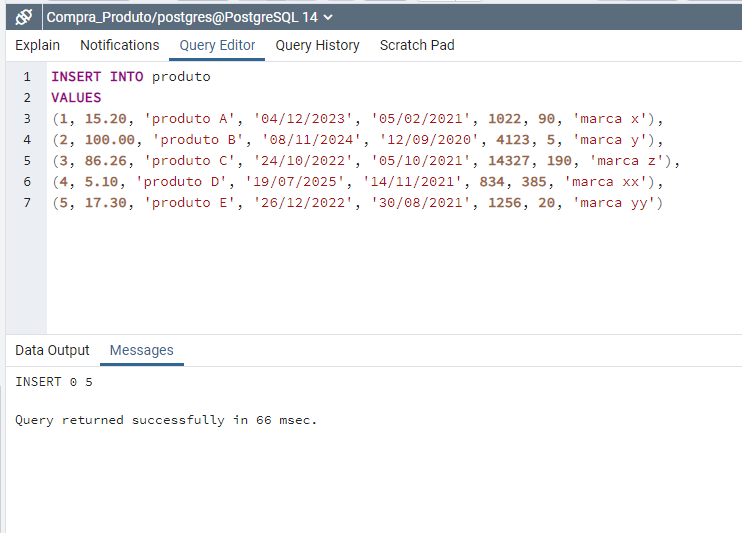 Compra_Produto/postgres@PostgreSQL 14
Explain Notifications Query Editor Query History Scratch Pad
1 INSERT INTO produto
2 VALUES
3 (1, 15.20, 'produto A', '04/12/2023', '05/02/2021', 1022, 90, 'marca x'),
4 (2, 100.00, 'produto B', '08/11/2024', '12/09/2020', 4123, 5, 'marca y'),
5 (3, 86.26, 'produto C', '24/10/2022', '05/10/2021', 14327, 190, 'marca z'),
6 (4, 5.10, 'produto D', '19/07/2025', '14/11/2021', 834, 385, 'marca xx'),
7 (5, 17.30, 'produto E', '26/12/2022', '30/08/2021', 1256, 20, 'marca yy')
Data Output Messages
INSERT 0 5
Query returned successfully in 66 msec.